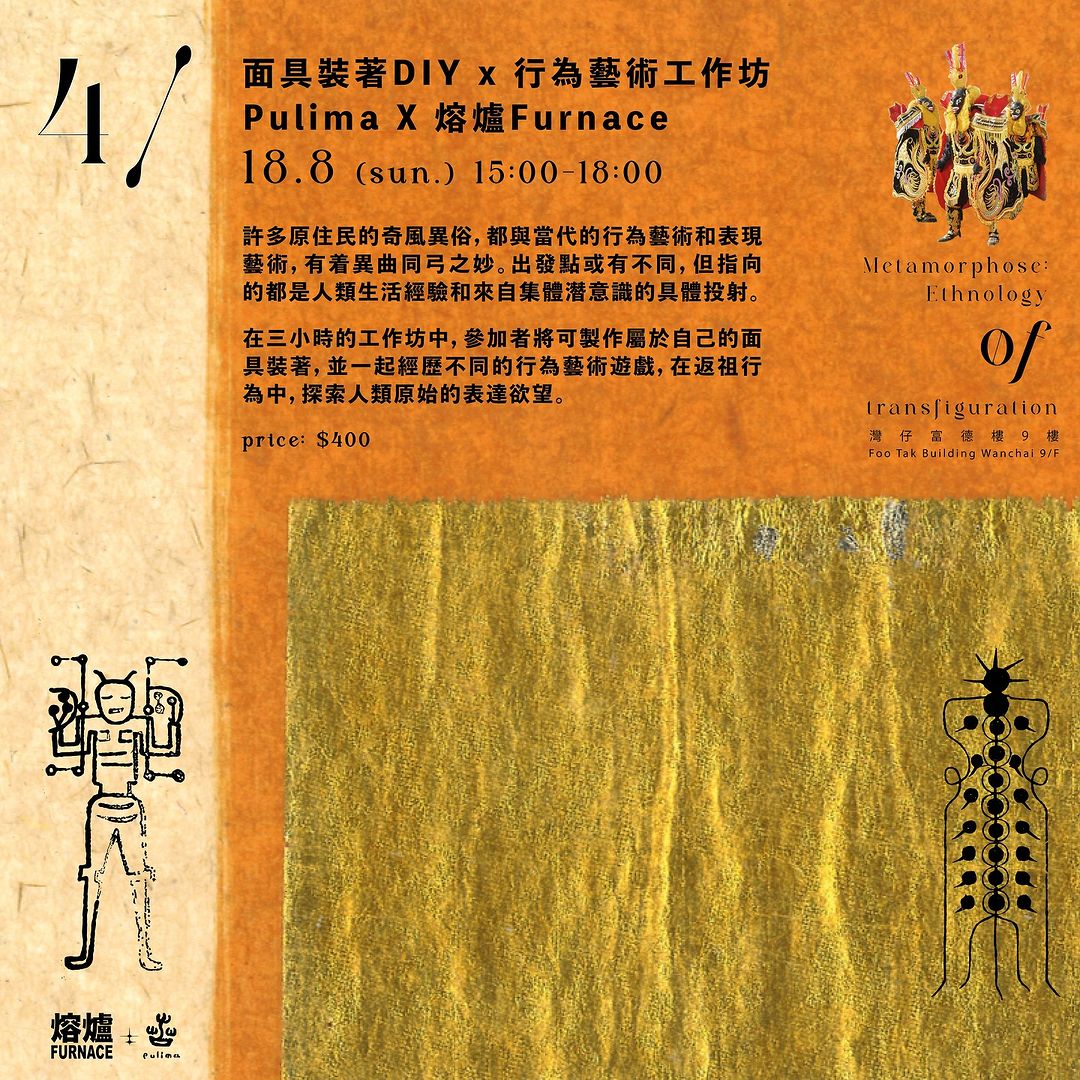 4/
面具裝著DIY x 行為藝術工作坊
Pulima X 熔爐Furnace
18.8 (sun.) 15:00-18:00
許多原住民的奇風異俗，都與當代的行為藝術和表現
藝術，有着異曲同弓之妙。出發點或有不同，但指向
的都是人類生活經驗和來自集體潛意識的具體投射。
在三小時的工作坊中，參加者將可製作屬於自己的面
具裝著，並一起經歷不同的行為藝術遊戲，在返祖行
為中，探索人類原始的表達欲望。
price: $400
Metamorphose:
Ethnology
of
transfiguration
灣仔富德樓9樓
Foo Tak Building Wanchai 9/F
熔爐
FURNACE
pulima